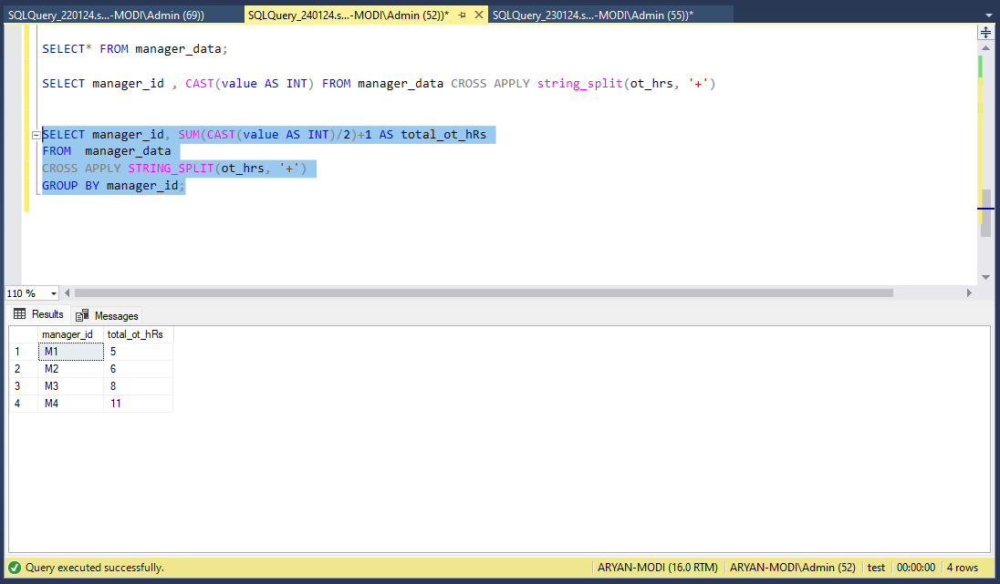 SQLQuery_220124.s...-MODI\Admin (69))
SQLQuery_240124.s...-MODI\Admin (52))*
SQLQuery_230124.s...-MODI\Admin (55))*
SELECT* FROM manager_data;
SELECT manager_id , CAST(value AS INT) FROM manager_data CROSS APPLY string_split(ot_hrs, '+')
SELECT manager_id, SUM(CAST(value AS INT)/2)+1 AS total_ot_hRs
FROM  manager_data
CROSS APPLY STRING_SPLIT(ot_hrs, '+')
GROUP BY manager_id;
110 %
Results Messages
manager_id total_ot_hRs
1 M1 5
2 M2 6
3 M3 8
4 M4 11
Query executed successfully. ARYAN-MODI (16.0 RTM) ARYAN-MODI\Admin (52) test 00:00:00 4 rows